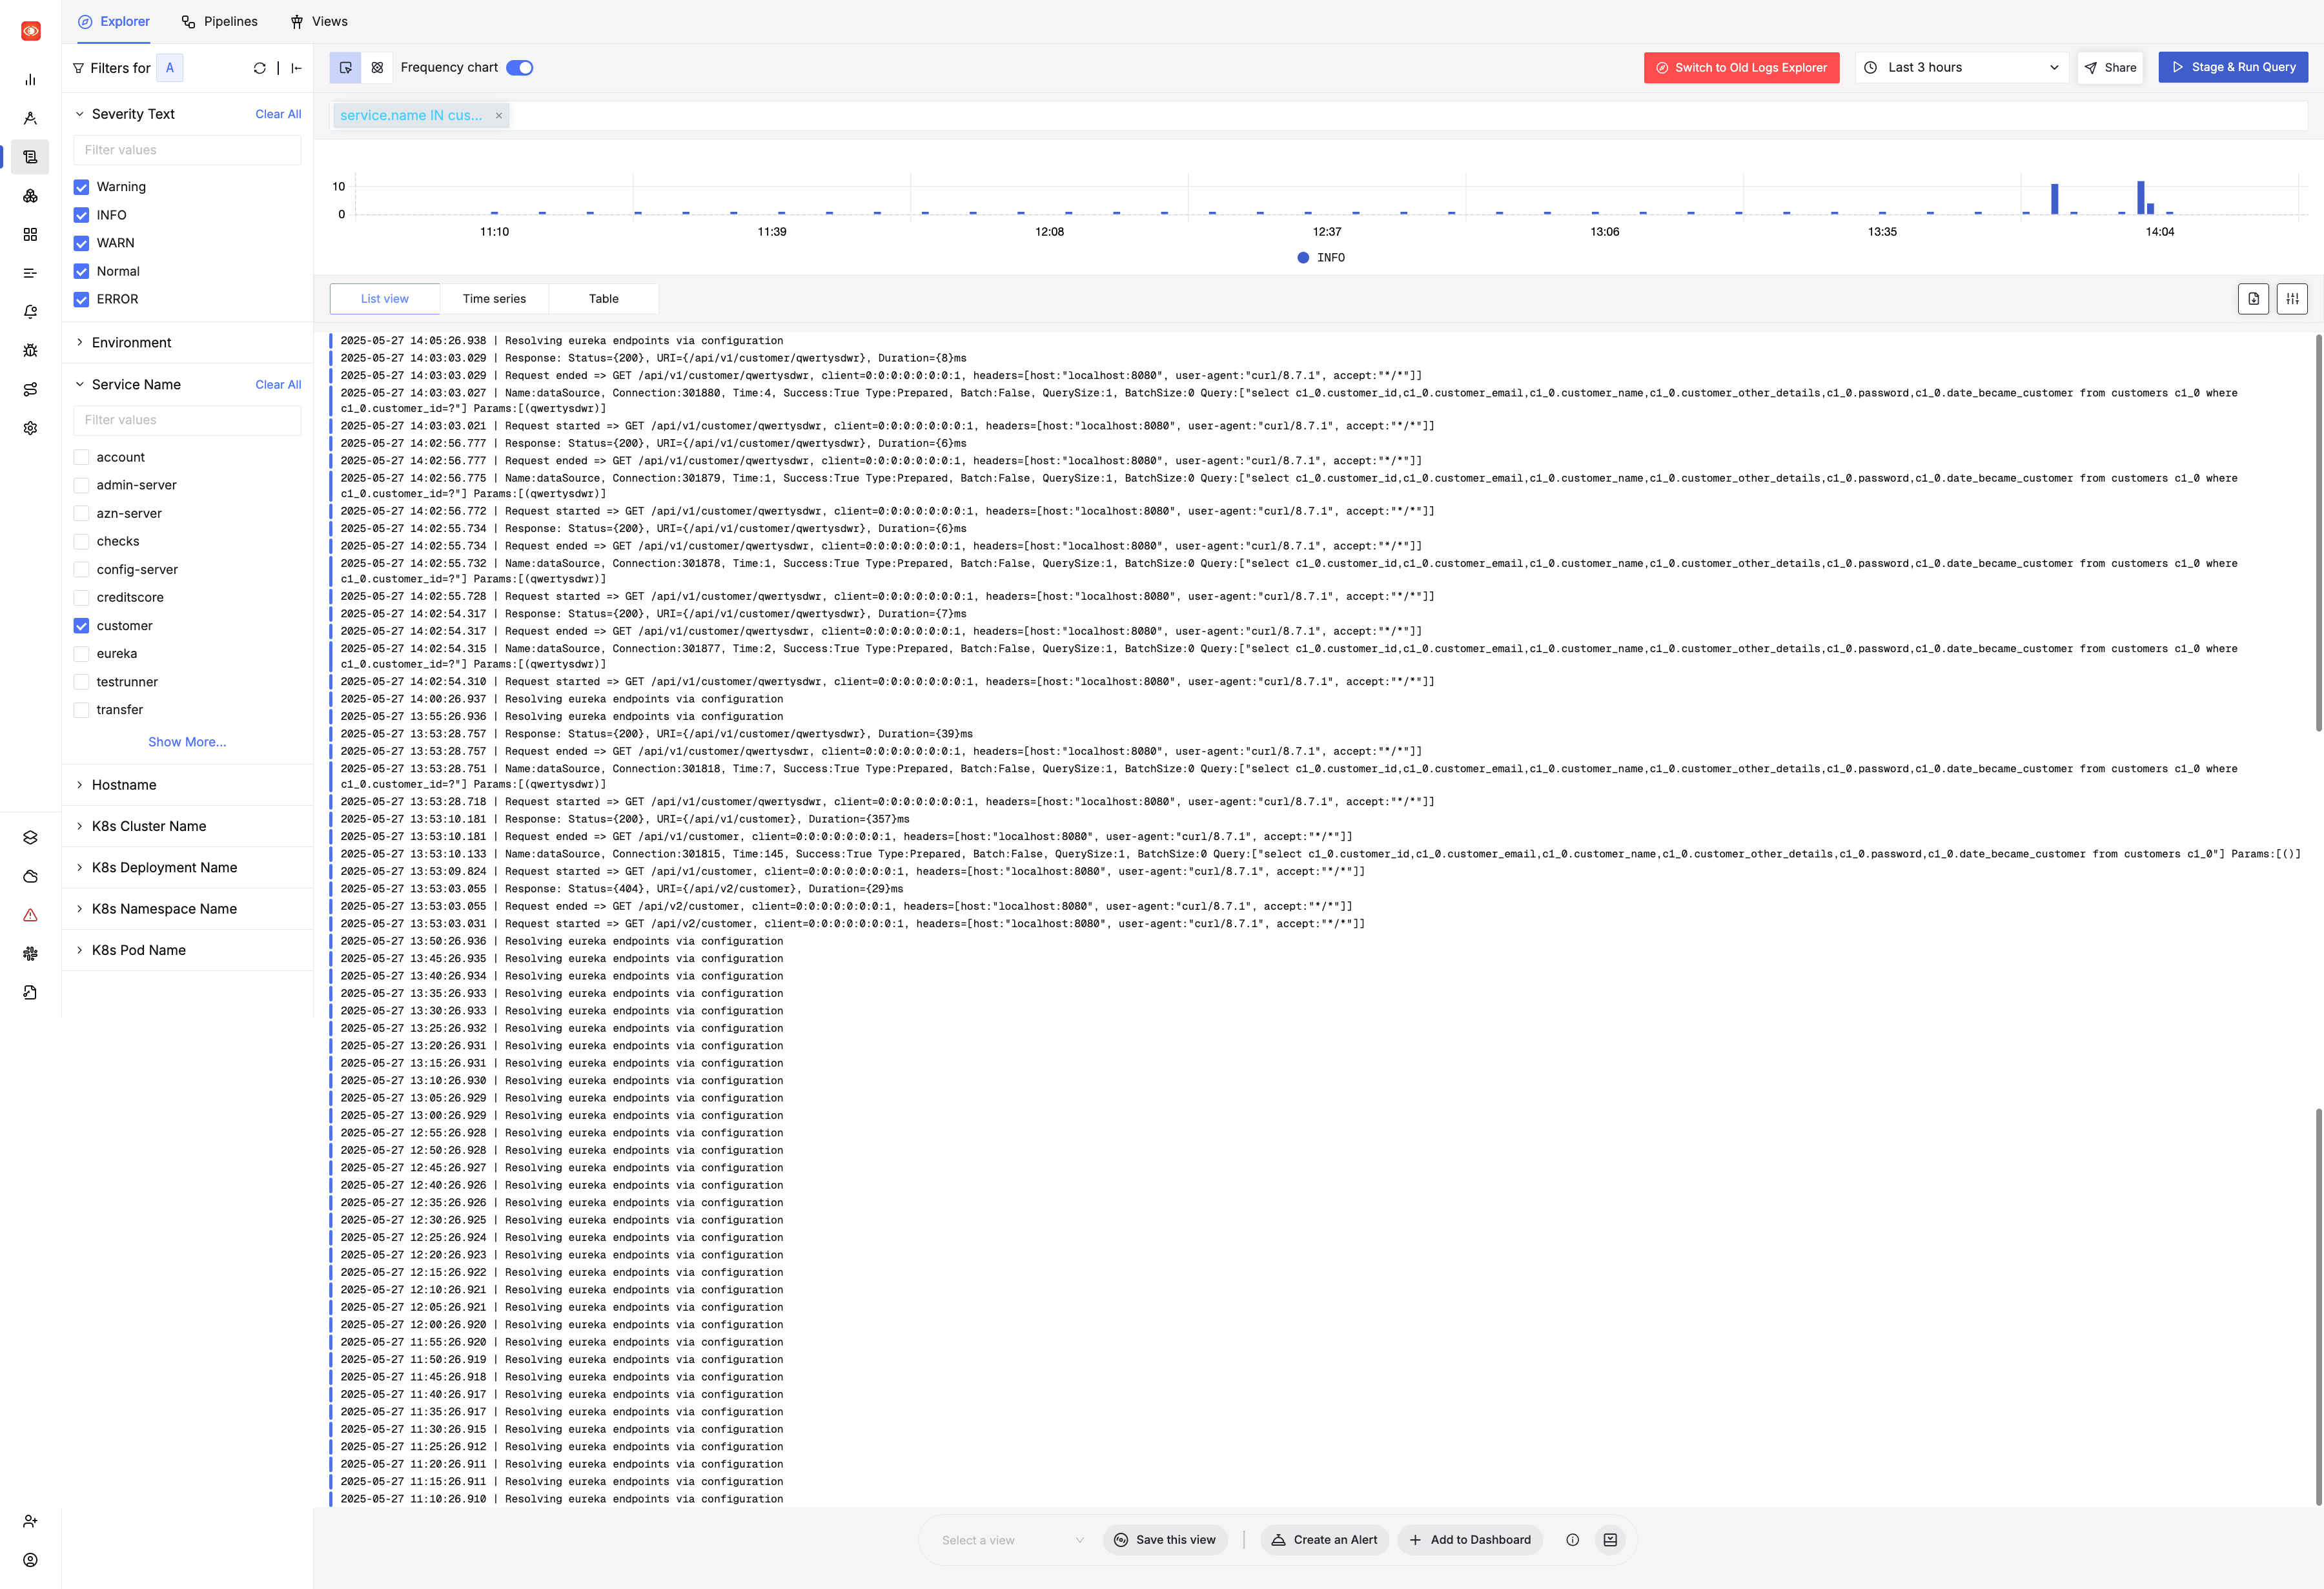 Explorer
Pipelines
Views
Filters for A
Frequency chart
Switch to Old Logs Explorer
Last 3 hours
Share
Stage & Run Query
service.name IN cus...
Severity Text
Clear All
Filter values
Warning
INFO
WARN
Normal
ERROR
Environment
Service Name
Clear All
Filter values
account
admin-server
azn-server
checks
config-server
creditscore
customer
eureka
testrunner
transfer
Show More...
Hostname
K8s Cluster Name
K8s Deployment Name
K8s Namespace Name
K8s Pod Name
10
0
11:10
11:39
12:08
12:37
13:06
13:35
14:04
INFO
List view
Time series
Table
2025-05-27 14:05:26.938 | Resolving eureka endpoints via configuration
2025-05-27 14:03:03.029 | Response: Status={200}, URI={/api/v1/customer/qwertysdwr}, Duration={8}ms
2025-05-27 14:03:03.029 | Request ended => GET /api/v1/customer/qwertysdwr, client=0:0:0:0:0:0:0:1, headers=[host:"localhost:8080", user-agent:"curl/8.7.1", accept:"*/*"]]
2025-05-27 14:03:03.027 | Name:dataSource, Connection:301880, Time:4, Success:True Type:Prepared, Batch:False, QuerySize:1, BatchSize:0 Query:["select c1_0.customer_id,c1_0.customer_email,c1_0.customer_name,c1_0.customer_other_details,c1_0.password,c1_0.date_became_customer from customers c1_0 where
c1_0.customer_id=?"] Params:[(qwertysdwr)]
2025-05-27 14:03:03.021 | Request started => GET /api/v1/customer/qwertysdwr, client=0:0:0:0:0:0:0:1, headers=[host:"localhost:8080", user-agent:"curl/8.7.1", accept:"*/*"]]
2025-05-27 14:02:56.777 | Response: Status={200}, URI={/api/v1/customer/qwertysdwr}, Duration={6}ms
2025-05-27 14:02:56.777 | Request ended => GET /api/v1/customer/qwertysdwr, client=0:0:0:0:0:0:0:1, headers=[host:"localhost:8080", user-agent:"curl/8.7.1", accept:"*/*"]]
2025-05-27 14:02:56.775 | Name:dataSource, Connection:301879, Time:1, Success:True Type:Prepared, Batch:False, QuerySize:1, BatchSize:0 Query:["select c1_0.customer_id,c1_0.customer_email,c1_0.customer_name,c1_0.customer_other_details,c1_0.password,c1_0.date_became_customer from customers c1_0 where
c1_0.customer_id=?"] Params:[(qwertysdwr)]
2025-05-27 14:02:56.772 | Request started => GET /api/v1/customer/qwertysdwr, client=0:0:0:0:0:0:0:1, headers=[host:"localhost:8080", user-agent:"curl/8.7.1", accept:"*/*"]]
2025-05-27 14:02:55.734 | Response: Status={200}, URI={/api/v1/customer/qwertysdwr}, Duration={6}ms
2025-05-27 14:02:55.734 | Request ended => GET /api/v1/customer/qwertysdwr, client=0:0:0:0:0:0:0:1, headers=[host:"localhost:8080", user-agent:"curl/8.7.1", accept:"*/*"]]
2025-05-27 14:02:55.732 | Name:dataSource, Connection:301878, Time:1, Success:True Type:Prepared, Batch:False, QuerySize:1, BatchSize:0 Query:["select c1_0.customer_id,c1_0.customer_email,c1_0.customer_name,c1_0.customer_other_details,c1_0.password,c1_0.date_became_customer from customers c1_0 where
c1_0.customer_id=?"] Params:[(qwertysdwr)]
2025-05-27 14:02:55.728 | Request started => GET /api/v1/customer/qwertysdwr, client=0:0:0:0:0:0:0:1, headers=[host:"localhost:8080", user-agent:"curl/8.7.1", accept:"*/*"]]
2025-05-27 14:02:54.317 | Response: Status={200}, URI={/api/v1/customer/qwertysdwr}, Duration={7}ms
2025-05-27 14:02:54.317 | Request ended => GET /api/v1/customer/qwertysdwr, client=0:0:0:0:0:0:0:1, headers=[host:"localhost:8080", user-agent:"curl/8.7.1", accept:"*/*"]]
2025-05-27 14:02:54.315 | Name:dataSource, Connection:301877, Time:2, Success:True Type:Prepared, Batch:False, QuerySize:1, BatchSize:0 Query:["select c1_0.customer_id,c1_0.customer_email,c1_0.customer_name,c1_0.customer_other_details,c1_0.password,c1_0.date_became_customer from customers c1_0 where
c1_0.customer_id=?"] Params:[(qwertysdwr)]
2025-05-27 14:02:54.310 | Request started => GET /api/v1/customer/qwertysdwr, client=0:0:0:0:0:0:0:1, headers=[host:"localhost:8080", user-agent:"curl/8.7.1", accept:"*/*"]]
2025-05-27 14:00:26.937 | Resolving eureka endpoints via configuration
2025-05-27 13:55:26.936 | Resolving eureka endpoints via configuration
2025-05-27 13:53:28.757 | Response: Status={200}, URI={/api/v1/customer/qwertysdwr}, Duration={39}ms
2025-05-27 13:53:28.757 | Request ended => GET /api/v1/customer/qwertysdwr, client=0:0:0:0:0:0:0:1, headers=[host:"localhost:8080", user-agent:"curl/8.7.1", accept:"*/*"]]
2025-05-27 13:53:28.751 | Name:dataSource, Connection:301818, Time:7, Success:True Type:Prepared, Batch:False, QuerySize:1, BatchSize:0 Query:["select c1_0.customer_id,c1_0.customer_email,c1_0.customer_name,c1_0.customer_other_details,c1_0.password,c1_0.date_became_customer from customers c1_0 where
c1_0.customer_id=?"] Params:[(qwertysdwr)]
2025-05-27 13:53:28.718 | Request started => GET /api/v1/customer/qwertysdwr, client=0:0:0:0:0:0:0:1, headers=[host:"localhost:8080", user-agent:"curl/8.7.1", accept:"*/*"]]
2025-05-27 13:53:10.181 | Response: Status={200}, URI={/api/v1/customer}, Duration={357}ms
2025-05-27 13:53:10.181 | Request ended => GET /api/v1/customer, client=0:0:0:0:0:0:0:1, headers=[host:"localhost:8080", user-agent:"curl/8.7.1", accept:"*/*"]]
2025-05-27 13:53:10.133 | Name:dataSource, Connection:301815, Time:145, Success:True Type:Prepared, Batch:False, QuerySize:1, BatchSize:0 Query:["select c1_0.customer_id,c1_0.customer_email,c1_0.customer_name,c1_0.customer_other_details,c1_0.password,c1_0.date_became_customer from customers c1_0"] Params:[()]
2025-05-27 13:53:09.824 | Request started => GET /api/v1/customer, client=0:0:0:0:0:0:0:1, headers=[host:"localhost:8080", user-agent:"curl/8.7.1", accept:"*/*"]]
2025-05-27 13:53:03.055 | Response: Status={404}, URI={/api/v2/customer}, Duration={29}ms
2025-05-27 13:53:03.055 | Request ended => GET /api/v2/customer, client=0:0:0:0:0:0:0:1, headers=[host:"localhost:8080", user-agent:"curl/8.7.1", accept:"*/*"]]
2025-05-27 13:53:03.031 | Request started => GET /api/v2/customer, client=0:0:0:0:0:0:0:1, headers=[host:"localhost:8080", user-agent:"curl/8.7.1", accept:"*/*"]]
2025-05-27 13:50:26.936 | Resolving eureka endpoints via configuration
2025-05-27 13:45:26.935 | Resolving eureka endpoints via configuration
2025-05-27 13:40:26.934 | Resolving eureka endpoints via configuration
2025-05-27 13:35:26.933 | Resolving eureka endpoints via configuration
2025-05-27 13:30:26.933 | Resolving eureka endpoints via configuration
2025-05-27 13:25:26.932 | Resolving eureka endpoints via configuration
2025-05-27 13:20:26.931 | Resolving eureka endpoints via configuration
2025-05-27 13:15:26.931 | Resolving eureka endpoints via configuration
2025-05-27 13:10:26.930 | Resolving eureka endpoints via configuration
2025-05-27 13:05:26.929 | Resolving eureka endpoints via configuration
2025-05-27 13:00:26.929 | Resolving eureka endpoints via configuration
2025-05-27 12:55:26.928 | Resolving eureka endpoints via configuration
2025-05-27 12:50:26.928 | Resolving eureka endpoints via configuration
2025-05-27 12:45:26.927 | Resolving eureka endpoints via configuration
2025-05-27 12:40:26.926 | Resolving eureka endpoints via configuration
2025-05-27 12:35:26.926 | Resolving eureka endpoints via configuration
2025-05-27 12:30:26.925 | Resolving eureka endpoints via configuration
2025-05-27 12:25:26.924 | Resolving eureka endpoints via configuration
2025-05-27 12:20:26.923 | Resolving eureka endpoints via configuration
2025-05-27 12:15:26.922 | Resolving eureka endpoints via configuration
2025-05-27 12:10:26.921 | Resolving eureka endpoints via configuration
2025-05-27 12:05:26.921 | Resolving eureka endpoints via configuration
2025-05-27 12:00:26.920 | Resolving eureka endpoints via configuration
2025-05-27 11:55:26.920 | Resolving eureka endpoints via configuration
2025-05-27 11:50:26.919 | Resolving eureka endpoints via configuration
2025-05-27 11:45:26.918 | Resolving eureka endpoints via configuration
2025-05-27 11:40:26.917 | Resolving eureka endpoints via configuration
2025-05-27 11:35:26.917 | Resolving eureka endpoints via configuration
2025-05-27 11:30:26.915 | Resolving eureka endpoints via configuration
2025-05-27 11:25:26.912 | Resolving eureka endpoints via configuration
2025-05-27 11:20:26.911 | Resolving eureka endpoints via configuration
2025-05-27 11:15:26.911 | Resolving eureka endpoints via configuration
2025-05-27 11:10:26.910 | Resolving eureka endpoints via configuration
Select a view
Save this view
Create an Alert
Add to Dashboard